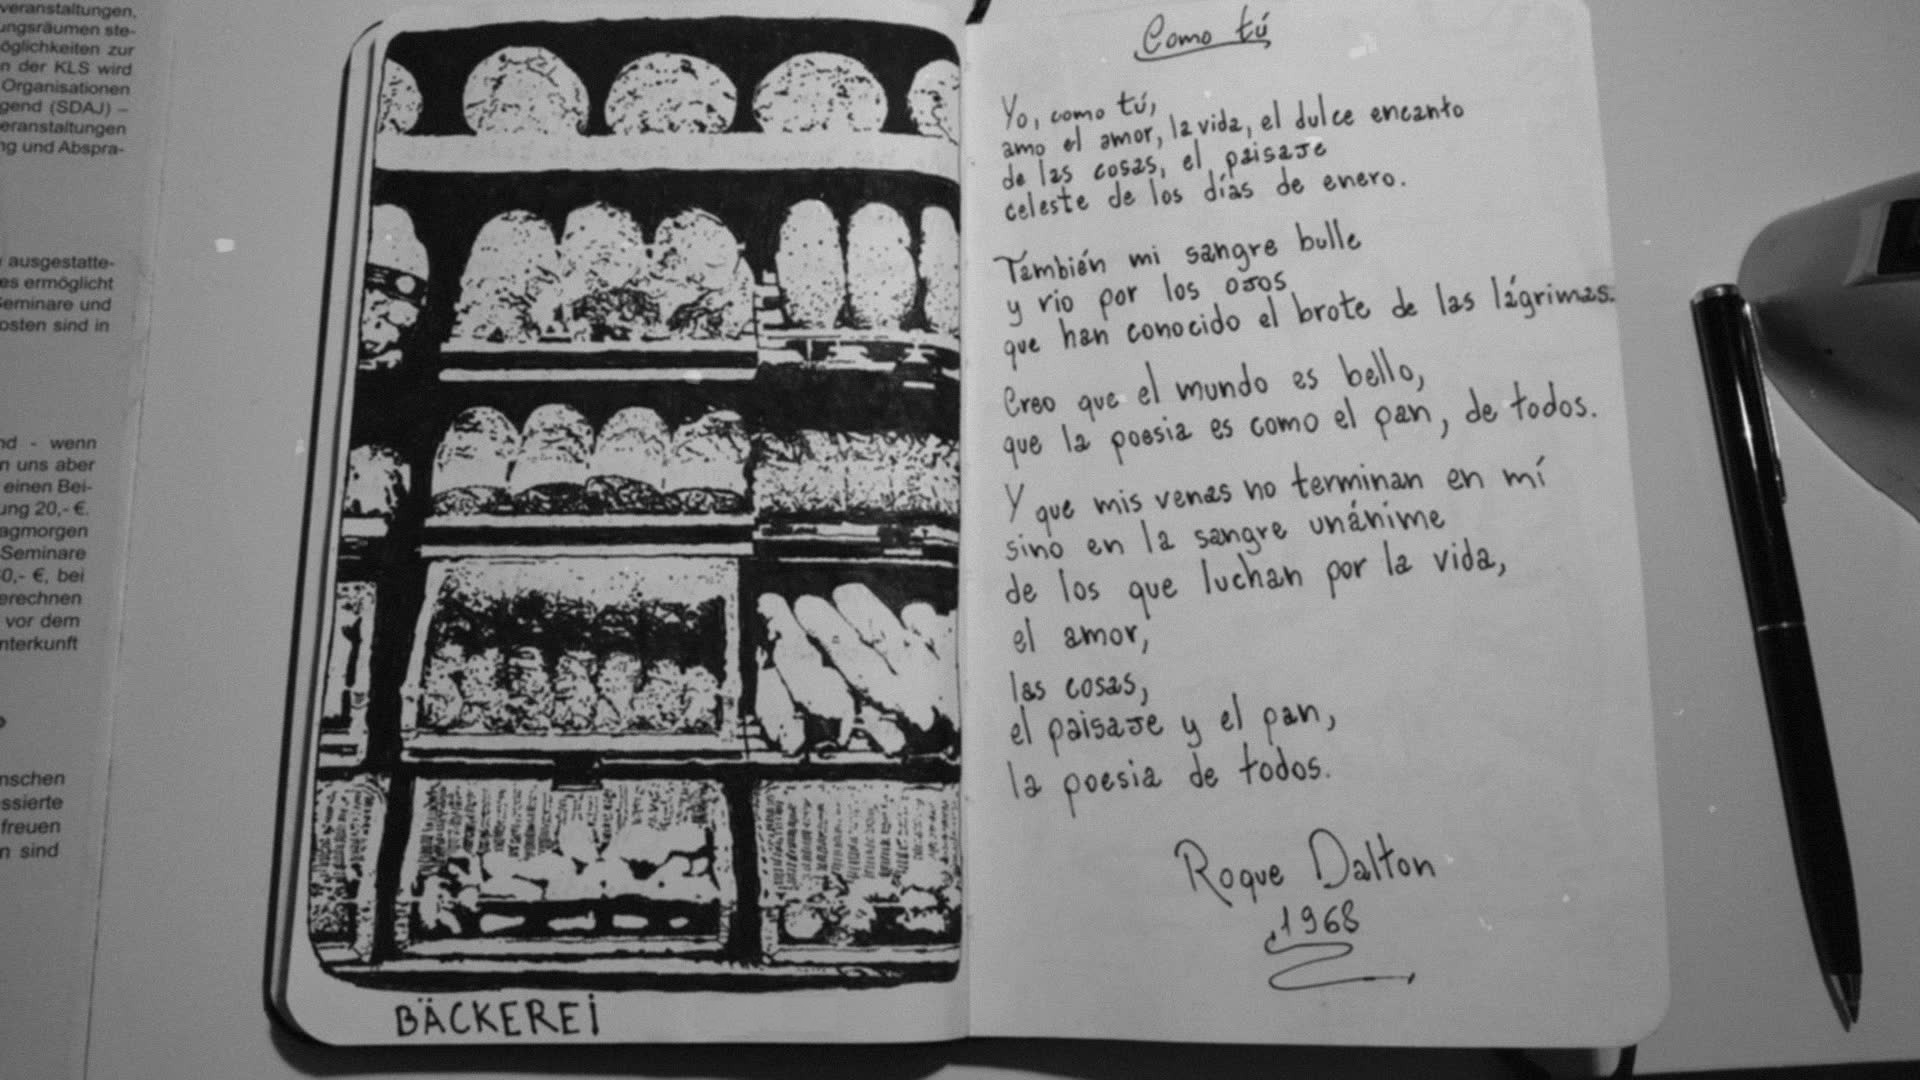 veranstaltungen,
ungsräumen ste-
öglichkeiten zur
n der KLS wird
Organisationen
gend (SDAJ) –
eranstaltungen
ng und Abspra-
ausgestatte-
es ermöglicht
Seminare und
osten sind in
nd - wenn
n uns aber
einen Bei-
ung 20,- €.
agmorgen
Seminare
0,- €, bei
erechnen
vor dem
nterkunft
nschen
ssierte
freuen
n sind
BÄCKEREI
Como tú
Yo, como tú,
amo el amor, la vida, el dulce encanto
de las cosas, el paisaje
celeste de los días de enero.
También mi sangre bulle
y rio por los ojos
que han conocido el brote de las lágrimas.
Creo que el mundo es bello,
que la poesia es como el pan, de todos.
Y que mis venas no terminan en mí
sino en la sangre unánime
de los que luchan por la vida,
el amor,
las cosas,
el paisaje y el pan,
la poesia de todos.
Roque Dalton
1968